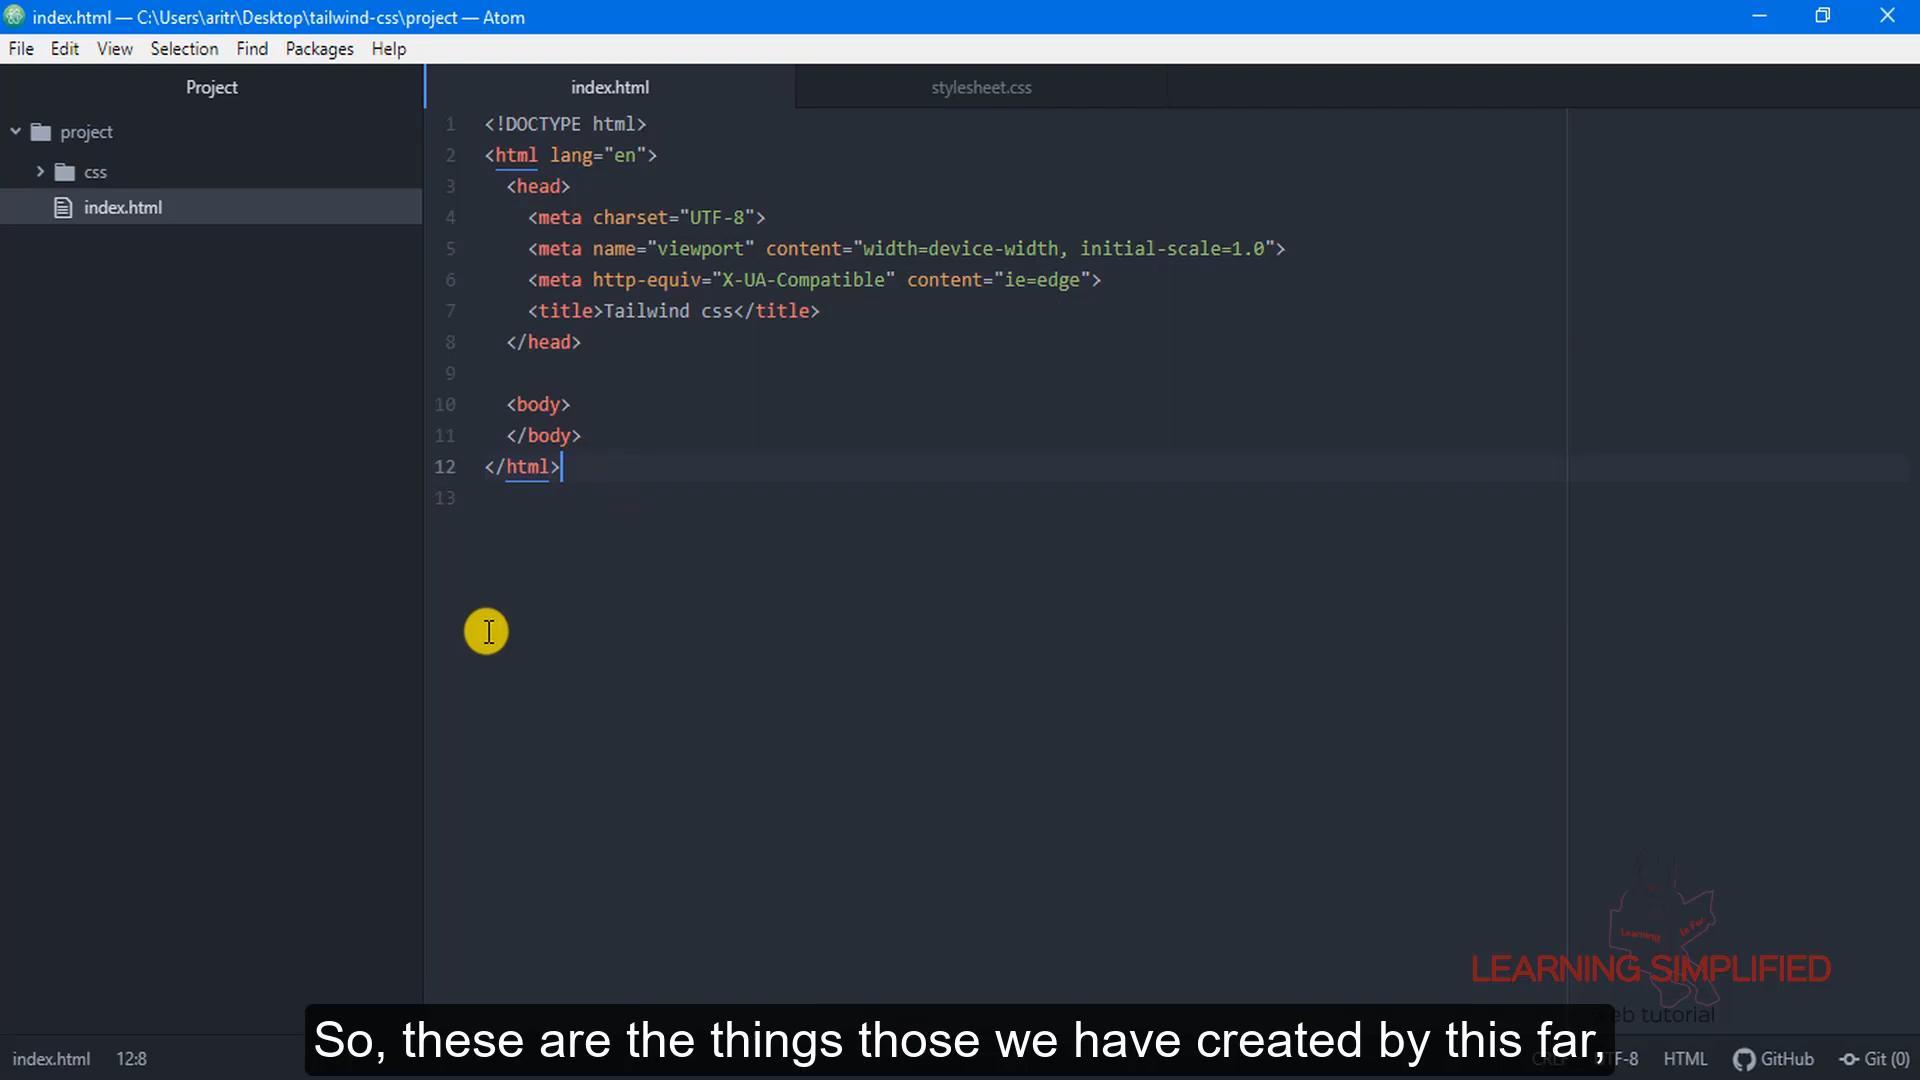 index.html — C:\Users\aritr\Desktop\tailwind-css\project — Atom
File Edit View Selection Find Packages Help
Project
index.html
stylesheet.css
project
css
index.html
1 <!DOCTYPE html>
2 <html lang="en">
3 <head>
4 <meta charset="UTF-8">
5 <meta name="viewport" content="width=device-width, initial-scale=1.0">
6 <meta http-equiv="X-UA-Compatible" content="ie=edge">
7 <title>Tailwind css</title>
8 </head>
9
10 <body>
11 </body>
12 </html>
13
Learning Is For
LEARNING SIMPLIFIED
tutorial
So, these are the things those we have created by this far,
index.html 12:8 HTML GitHub Git (0)